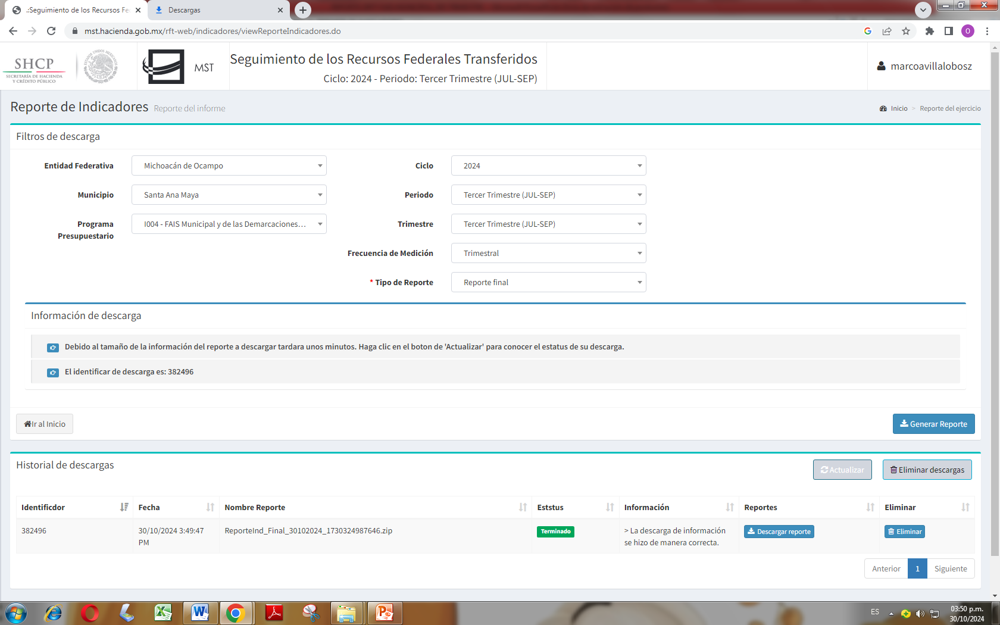 .:Seguimiento de los Recursos Fe
Descargas
mst.hacienda.gob.mx/rft-web/indicadores/viewReporteIndicadores.do
O
SHCP
SECRETARÍA DE HACIENDA
Y CRÉDITO PÚBLICO
ESTADOS UNIDOS MEXICANOS
MST
Seguimiento de los Recursos Federales Transferidos
Ciclo: 2024 - Periodo: Tercer Trimestre (JUL-SEP)
marcoavillalobosz
Reporte de Indicadores Reporte del informe
Inicio > Reporte del ejercicio
Filtros de descarga
Entidad Federativa Michoacán de Ocampo Ciclo 2024
Municipio Santa Ana Maya Periodo Tercer Trimestre (JUL-SEP)
Programa Presupuestario I004 - FAIS Municipal y de las Demarcaciones... Trimestre Tercer Trimestre (JUL-SEP)
Frecuencia de Medición Trimestral
* Tipo de Reporte Reporte final
Información de descarga
Debido al tamaño de la información del reporte a descargar tardara unos minutos. Haga clic en el boton de 'Actualizar' para conocer el estatus de su descarga.
El identificar de descarga es: 382496
Ir al Inicio Generar Reporte
Historial de descargas Actualizar Eliminar descargas
Identificdor Fecha Nombre Reporte Eststus Información Reportes Eliminar
382496 30/10/2024 3:49:47 ReporteInd_Final_30102024_1730324987646.zip Terminado > La descarga de información Descargar reporte Eliminar
PM se hizo de manera correcta.
Anterior 1 Siguiente
ES
03:50 p.m.
30/10/2024